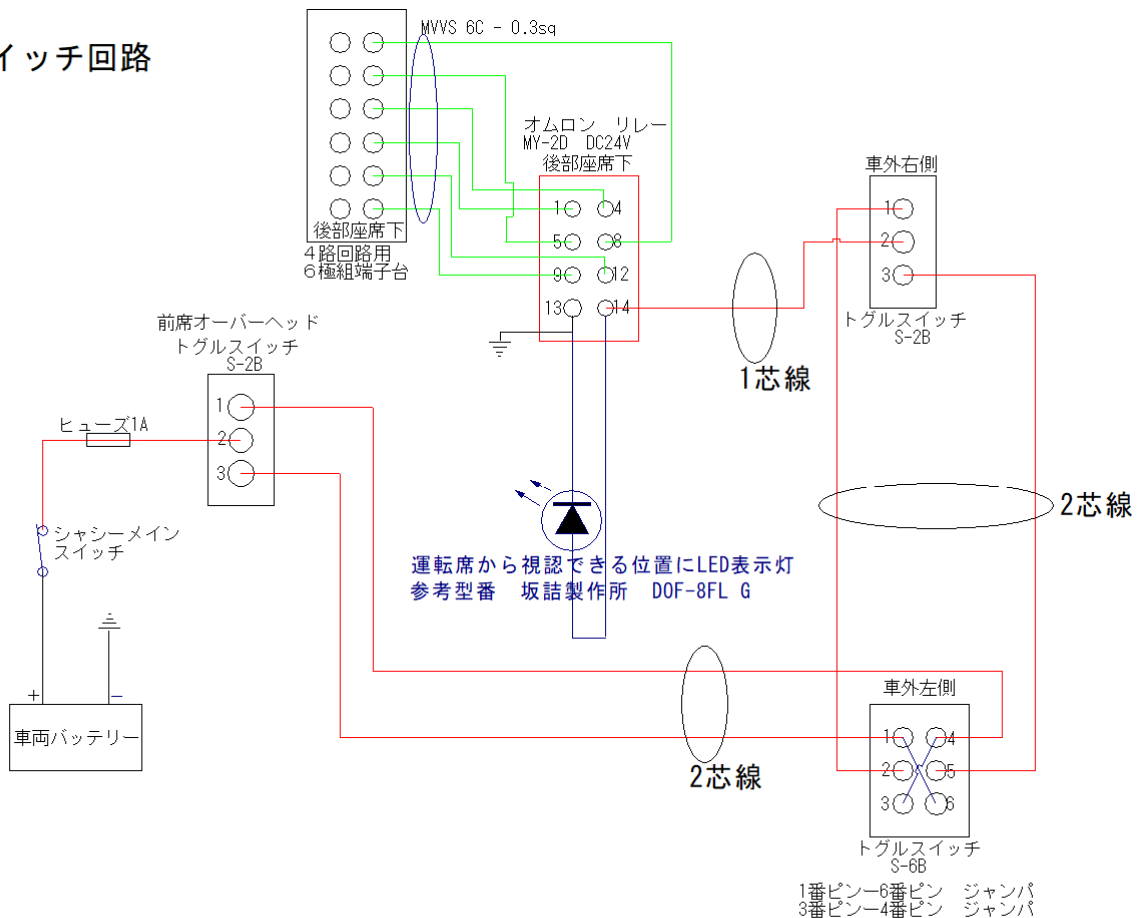 イッチ回路
MVVS 6C - 0.3sq
後部座席下
4路回路用
6極組端子台
オムロン リレー
MY-2D DC24V
後部座席下
1 4
5 8
9 12
13 14
車外右側
1
2
3
トグルスイッチ
S-2B
1芯線
前席オーバーヘッド
トグルスイッチ
S-2B
1
2
3
ヒューズ1A
シャシーメイン
スイッチ
+ −
車両バッテリー
運転席から視認できる位置にLED表示灯
参考型番 坂詰製作所 DOF-8FL G
2芯線
2芯線
車外左側
1 4
2 5
3 6
トグルスイッチ
S-6B
1番ピンー6番ピン ジャンパ
3番ピンー4番ピン ジャンパ